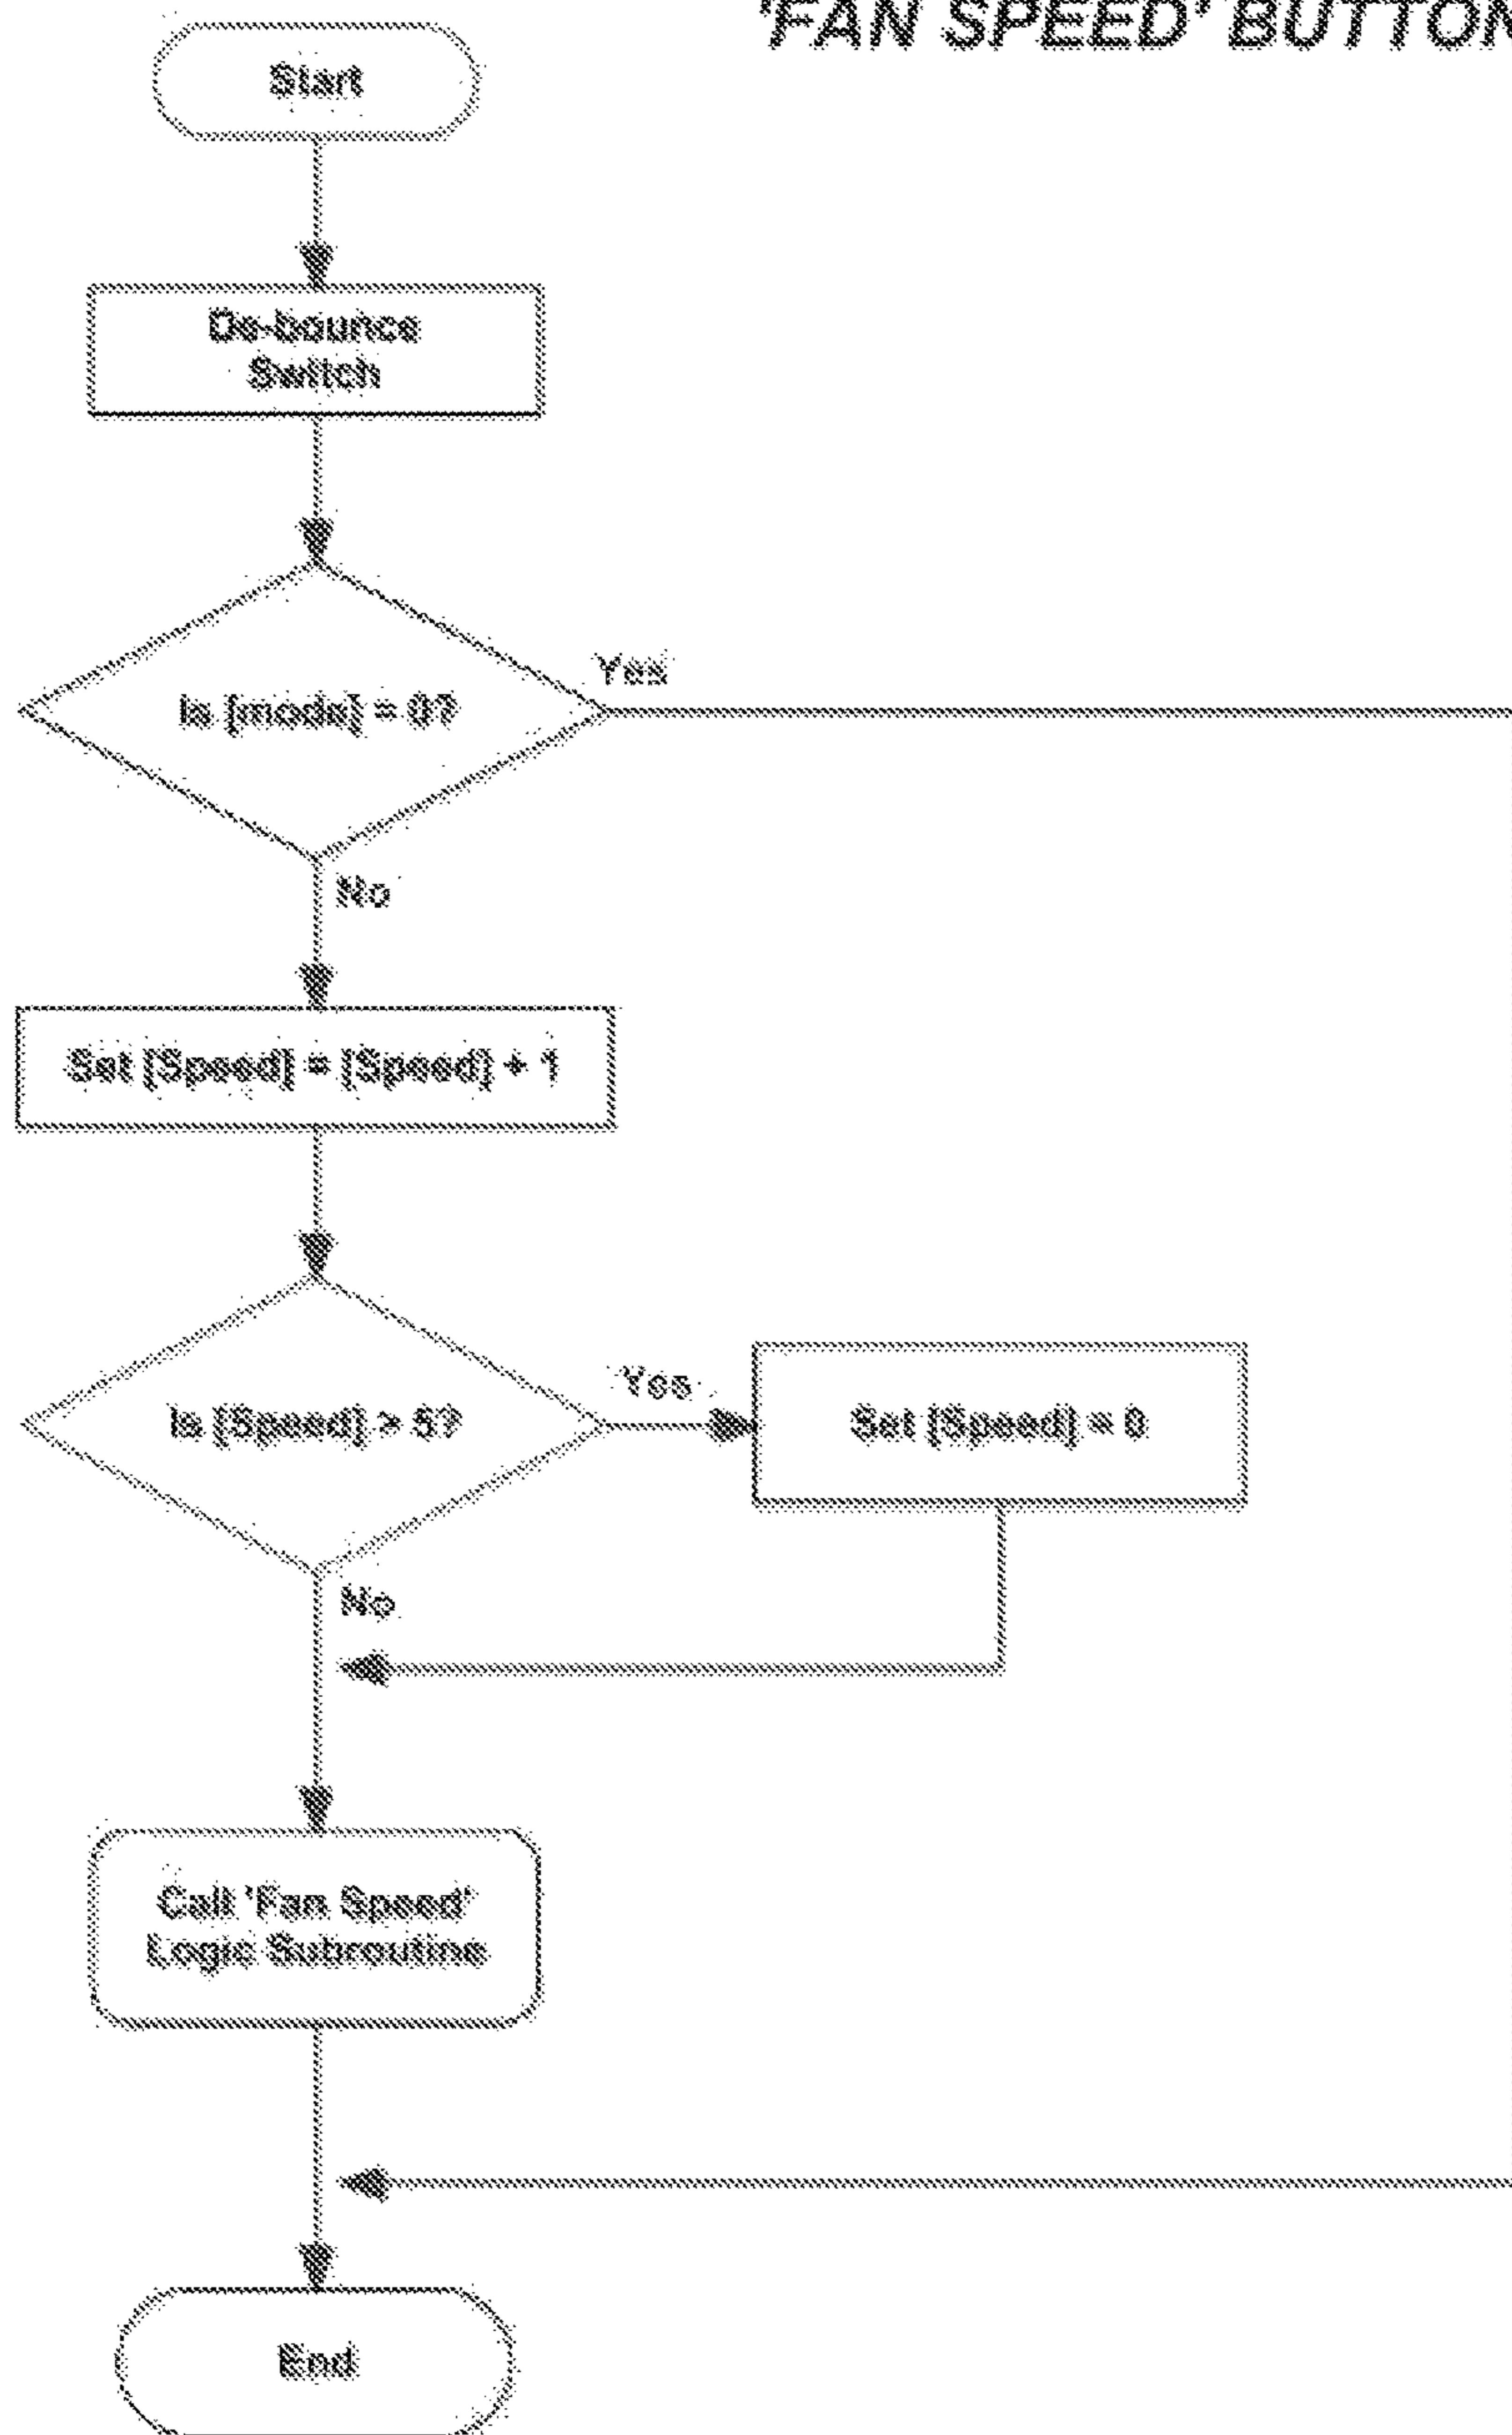 'FAN SPEED' BUTTON
Start
De-bounce
Switch
Is [mode] = 0?
Yes
No
Set [Speed] = [Speed] + 1
Is [Speed] > 5?
Yes
Set [Speed] = 0
No
Call 'Fan Speed'
Logic Subroutine
End